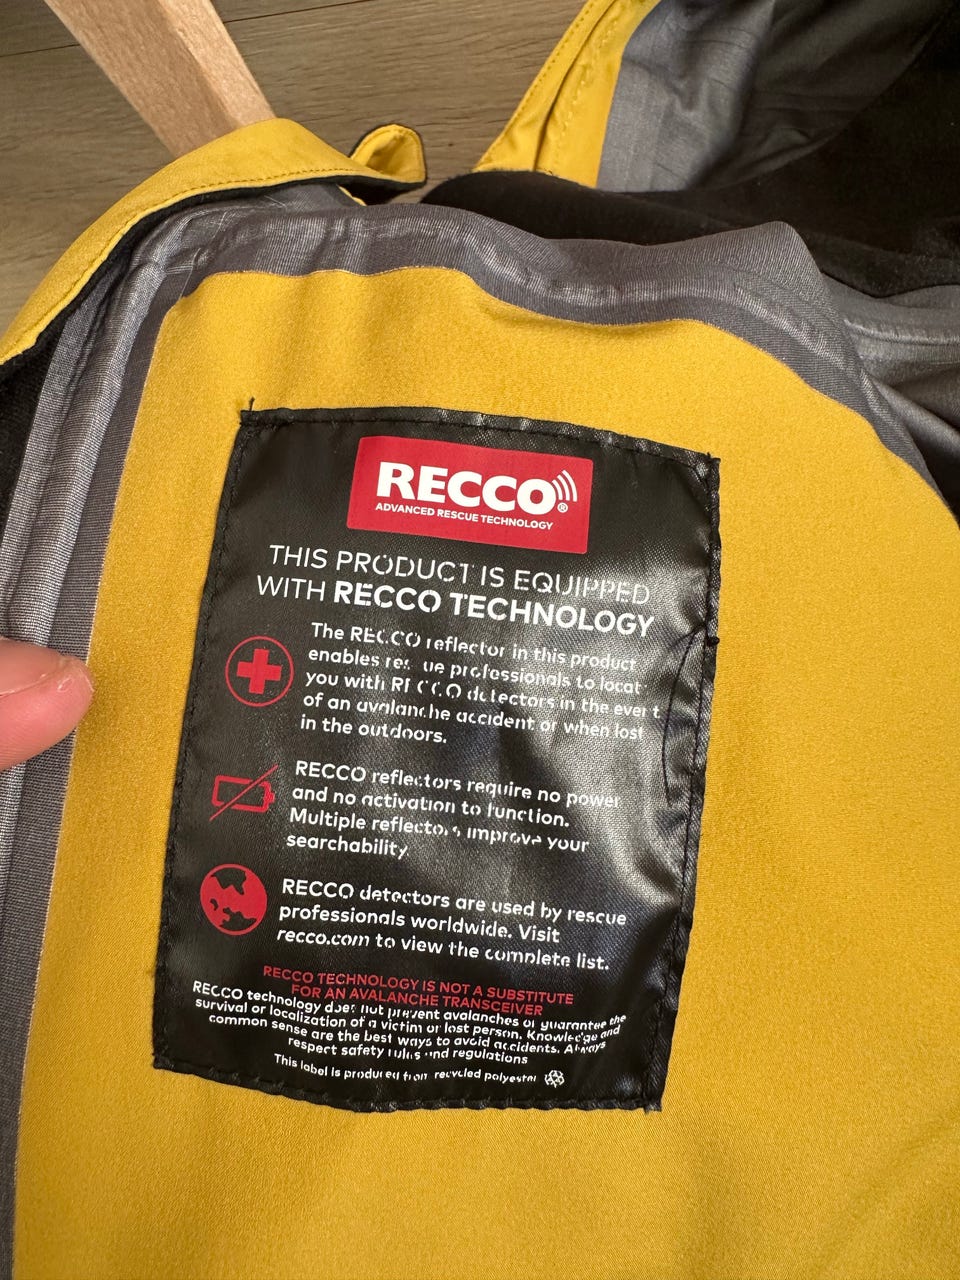 RECCO®
ADVANCED RESCUE TECHNOLOGY
THIS PRODUCT IS EQUIPPED
WITH RECCO TECHNOLOGY
The RECCO reflector in this product
enables rescue professionals to locat
you with RECCO detectors in the event
of an avalanche accident or when lost
in the outdoors.
RECCO reflectors require no power
and no activation to function.
Multiple reflectors improve your
searchability.
RECCO detectors are used by rescue
professionals worldwide. Visit
recco.com to view the complete list.
RECCO TECHNOLOGY IS NOT A SUBSTITUTE
FOR AN AVALANCHE TRANSCEIVER
RECCO technology does not prevent avalanches or guarantee the
survival or localization of a victim or lost person. Knowledge and
common sense are the best ways to avoid accidents. Always
respect safety rules and regulations
This label is produced from recycled polyester